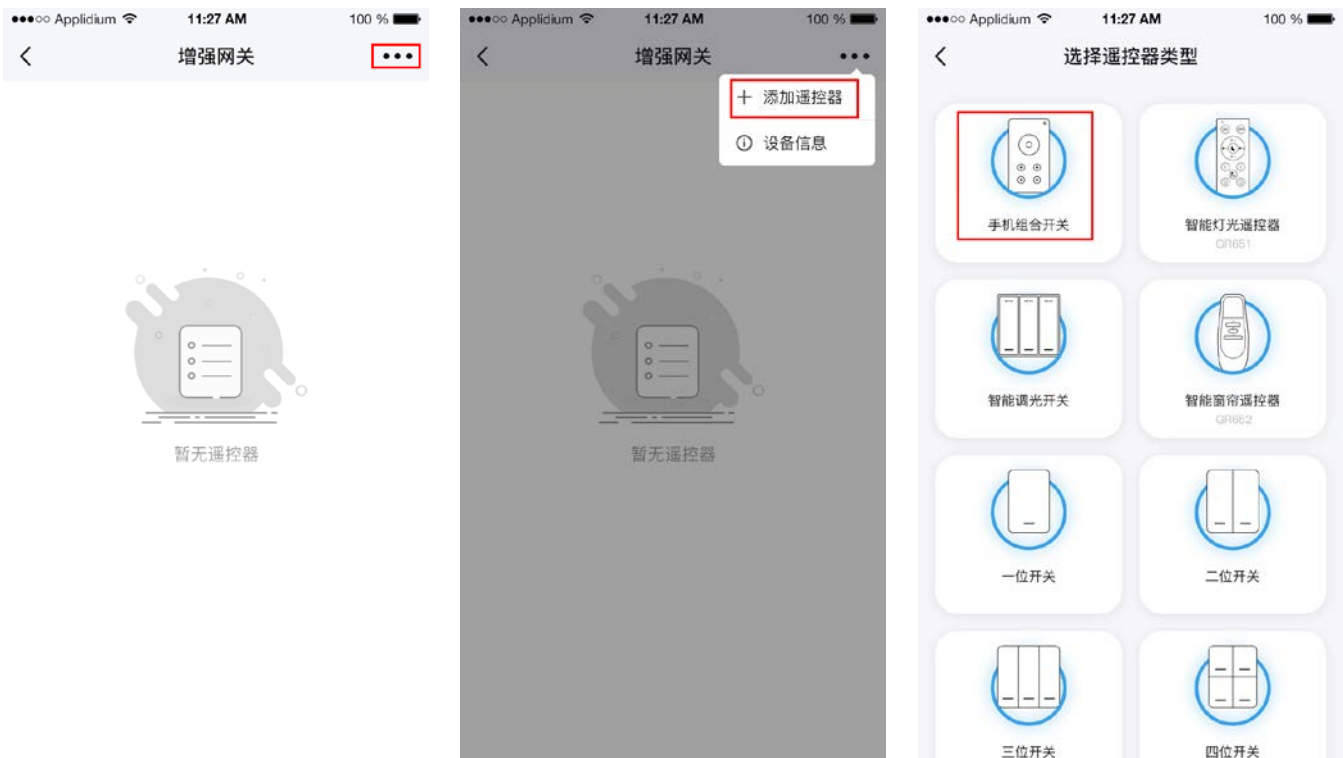 Applidium
11:27 AM
100 %
增强网关
暂无遥控器
Applidium
11:27 AM
100 %
增强网关
添加遥控器
设备信息
暂无遥控器
Applidium
11:27 AM
100 %
选择遥控器类型
手机组合开关
智能灯光遥控器
GR651
智能调光开关
智能窗帘遥控器
GR652
一位开关
二位开关
三位开关
四位开关